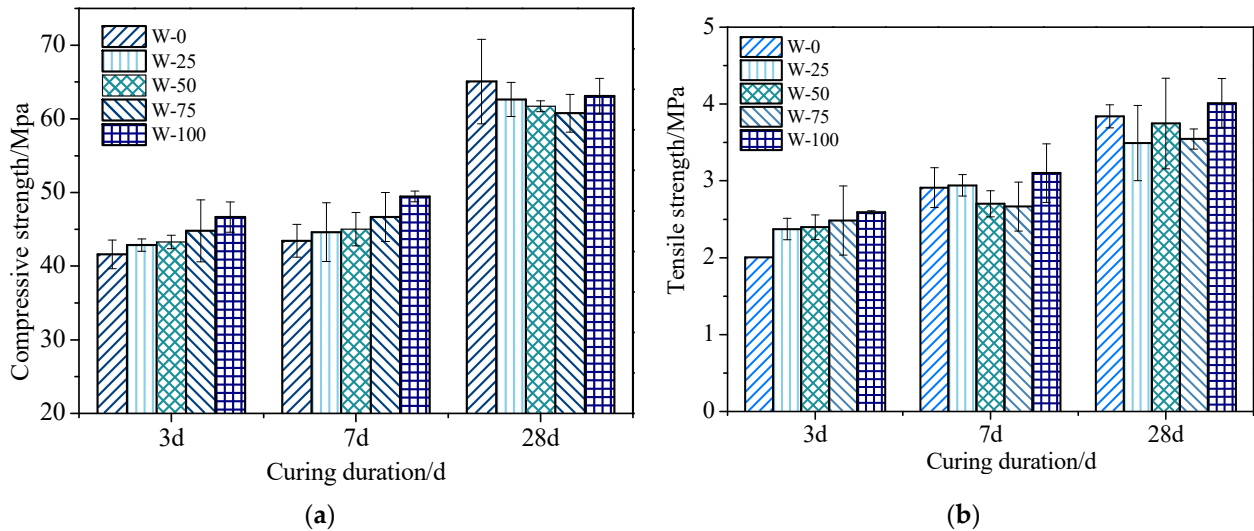 W-0
W-25
W-50
W-75
W-100
Compressive strength/Mpa
70
60
50
40
30
20
3d
7d
28d
Curing duration/d
(a)
W-0
W-25
W-50
W-75
W-100
Tensile strength/MPa
5
4
3
2
1
0
3d
7d
28d
Curing duration/d
(b)